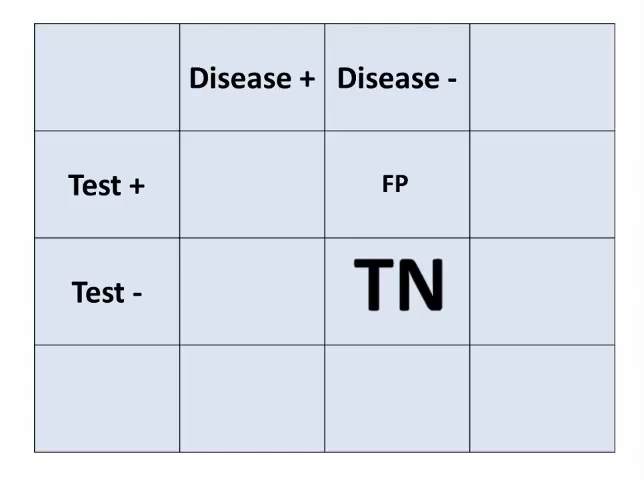 Disease + Disease -
Test + FP
Test - TN